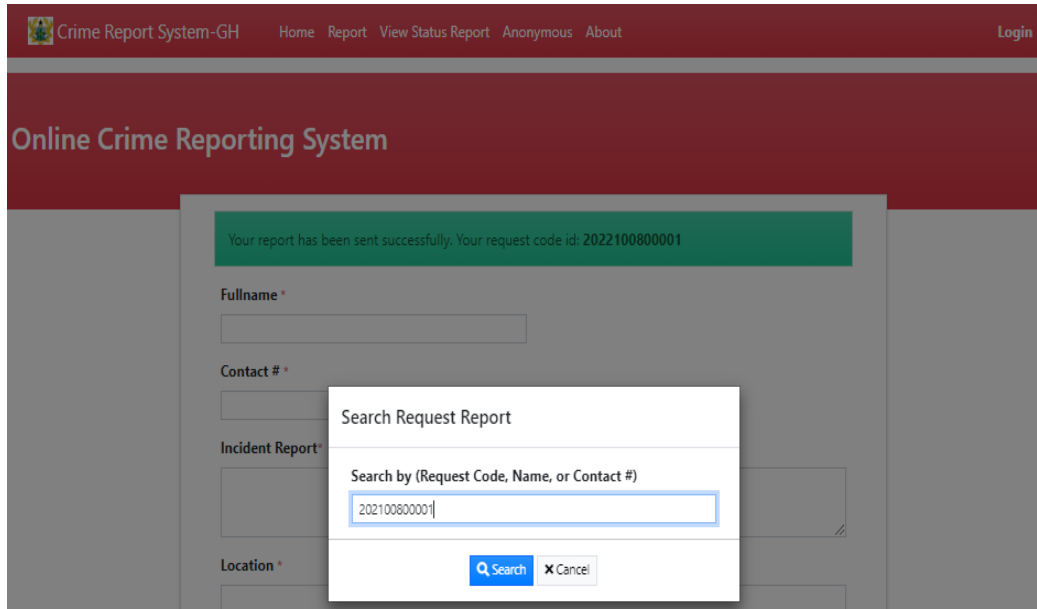 Crime Report System-GH Home Report View Status Report Anonymous About Login
Online Crime Reporting System
Your report has been sent successfully. Your request code id: 2022100800001
Fullname *
Contact # *
Incident Report*
Location *
Search Request Report
Search by (Request Code, Name, or Contact #)
202100800001
Search Cancel